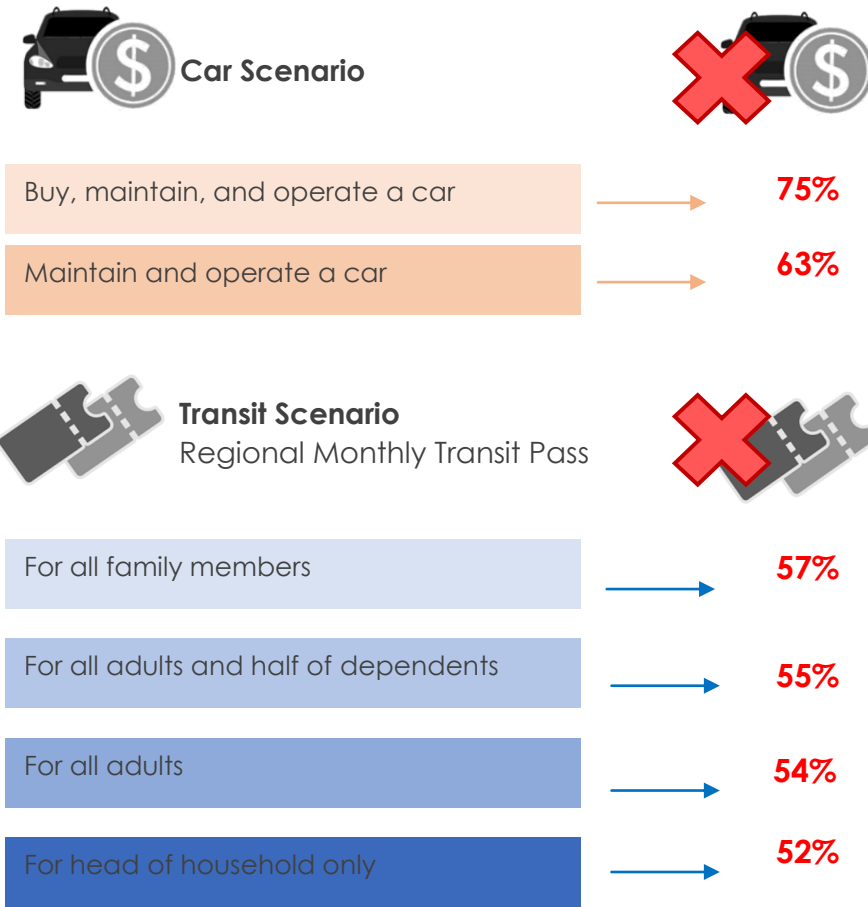 $
Car Scenario
$
Buy, maintain, and operate a car
75%
Maintain and operate a car
63%
Transit Scenario
Regional Monthly Transit Pass
For all family members
57%
For all adults and half of dependents
55%
For all adults
54%
For head of household only
52%